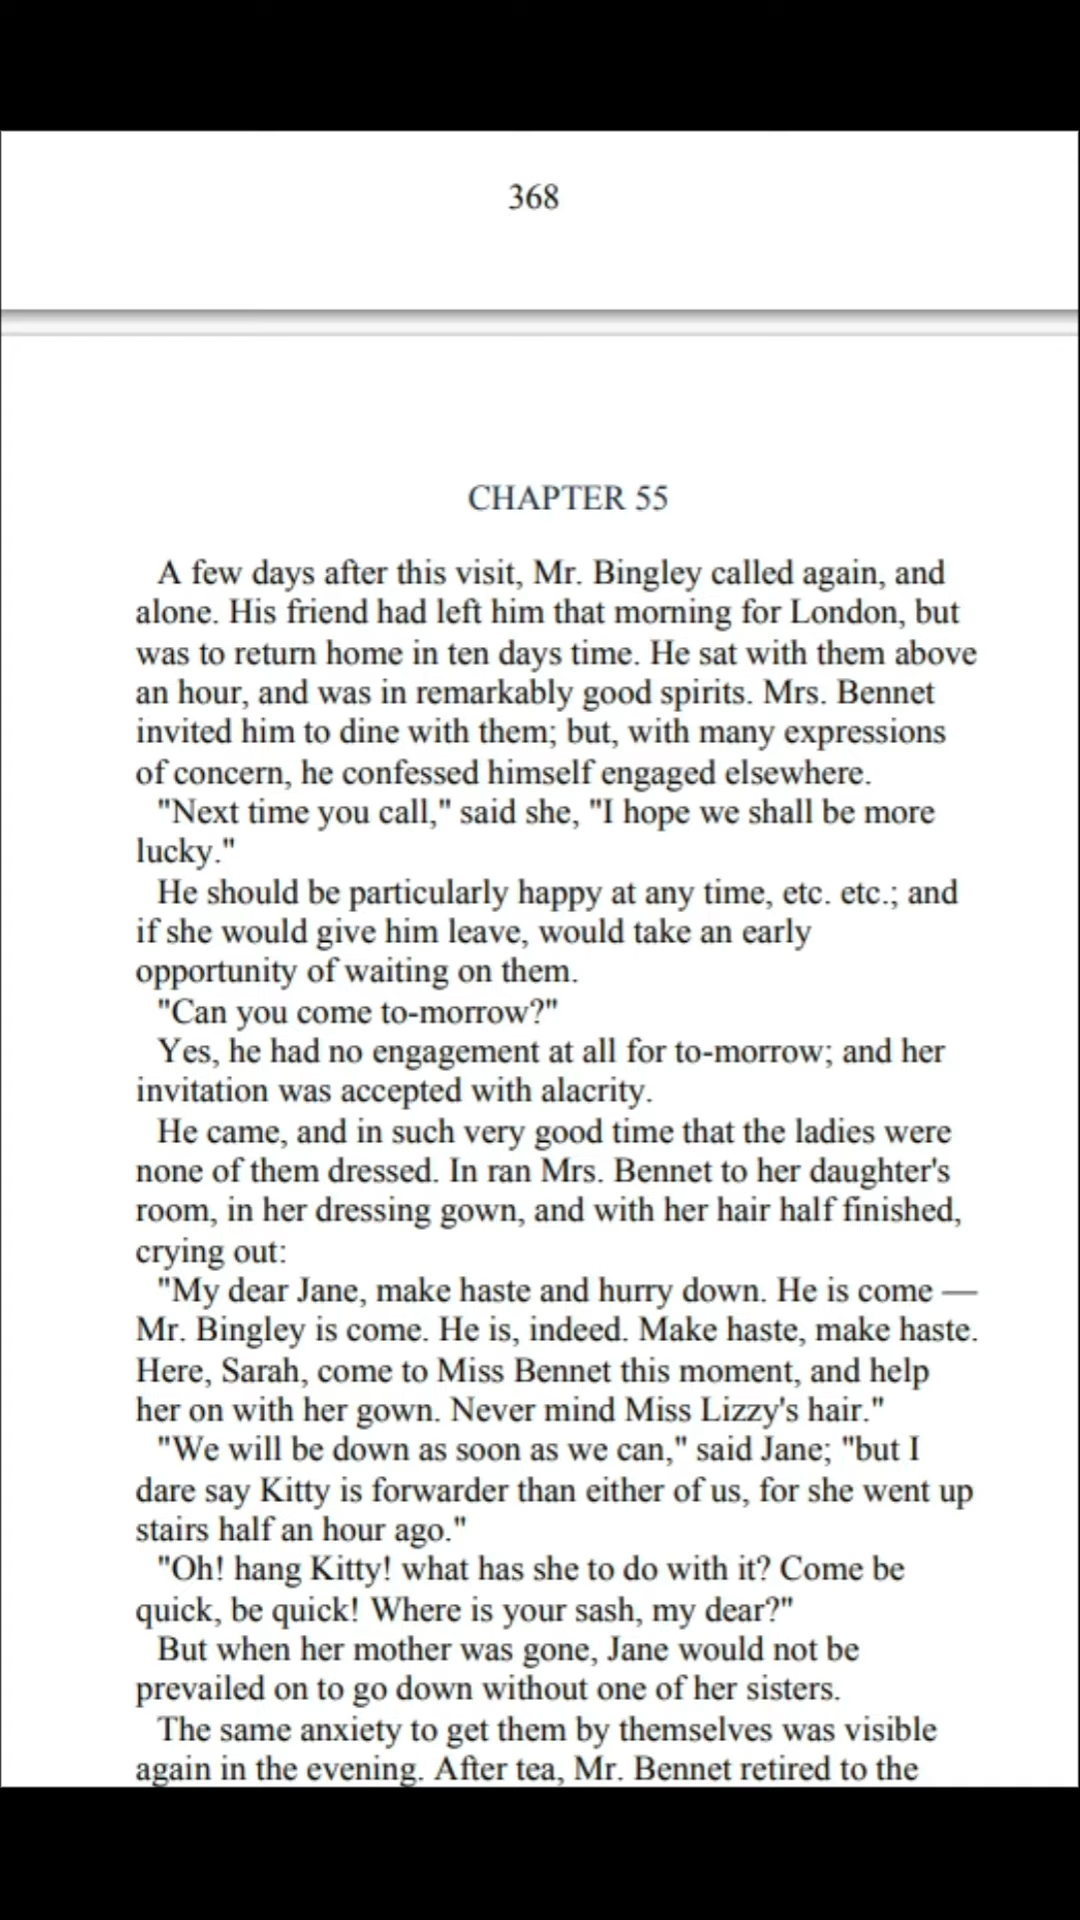 368
CHAPTER 55
A few days after this visit, Mr. Bingley called again, and
alone. His friend had left him that morning for London, but
was to return home in ten days time. He sat with them above
an hour, and was in remarkably good spirits. Mrs. Bennet
invited him to dine with them; but, with many expressions
of concern, he confessed himself engaged elsewhere.
"Next time you call," said she, "I hope we shall be more
lucky."
He should be particularly happy at any time, etc. etc.; and
if she would give him leave, would take an early
opportunity of waiting on them.
"Can you come to-morrow?"
Yes, he had no engagement at all for to-morrow; and her
invitation was accepted with alacrity.
He came, and in such very good time that the ladies were
none of them dressed. In ran Mrs. Bennet to her daughter's
room, in her dressing gown, and with her hair half finished,
crying out:
"My dear Jane, make haste and hurry down. He is come —
Mr. Bingley is come. He is, indeed. Make haste, make haste.
Here, Sarah, come to Miss Bennet this moment, and help
her on with her gown. Never mind Miss Lizzy's hair."
"We will be down as soon as we can," said Jane; "but I
dare say Kitty is forwarder than either of us, for she went up
stairs half an hour ago."
"Oh! hang Kitty! what has she to do with it? Come be
quick, be quick! Where is your sash, my dear?"
But when her mother was gone, Jane would not be
prevailed on to go down without one of her sisters.
The same anxiety to get them by themselves was visible
again in the evening. After tea, Mr. Bennet retired to the